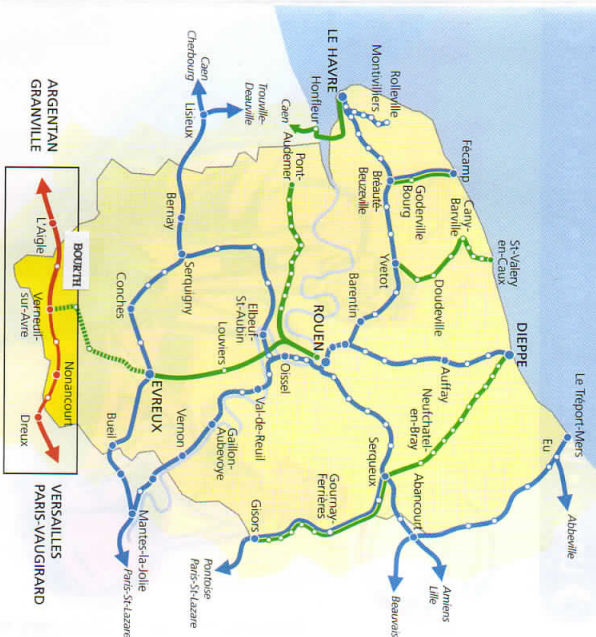 Le Tréport-Mers
Eu
Abbeville
DIEPPE
St-Valery
en-Caux
Fécamp
Cany-
Barville
Goderville
Bourg
Rolleville
Montivilliers
LE HAVRE
Honfleur
Caen
Bréauté-
Beuzeville
Yvetot
Doudeville
Barentin
Auffay
Neufchatel-
en-Bray
Abancourt
Amiens
Lille
Beauvais
Serqueux
Gournay-
Ferrières
Gisors
Pontoise
Paris-St-Lazare
ROUEN
Oissel
Elbeuf
St-Aubin
Val-de-Reuil
Louviers
Gaillon-
Aubevoye
Vernon
Mantes-la-Jolie
Paris-St-Lazare
Bueil
EVREUX
Conches
Serquigny
Bernay
Pont-
Audemer
Trouville-
Deauville
Lisieux
Caen
Cherbourg
ARGENTAN
GRANVILLE
L'Aigle
BOURTH
Verneuil-
sur-Avre
Nonancourt
Dreux
VERSAILLES
PARIS-VAUGIRARD